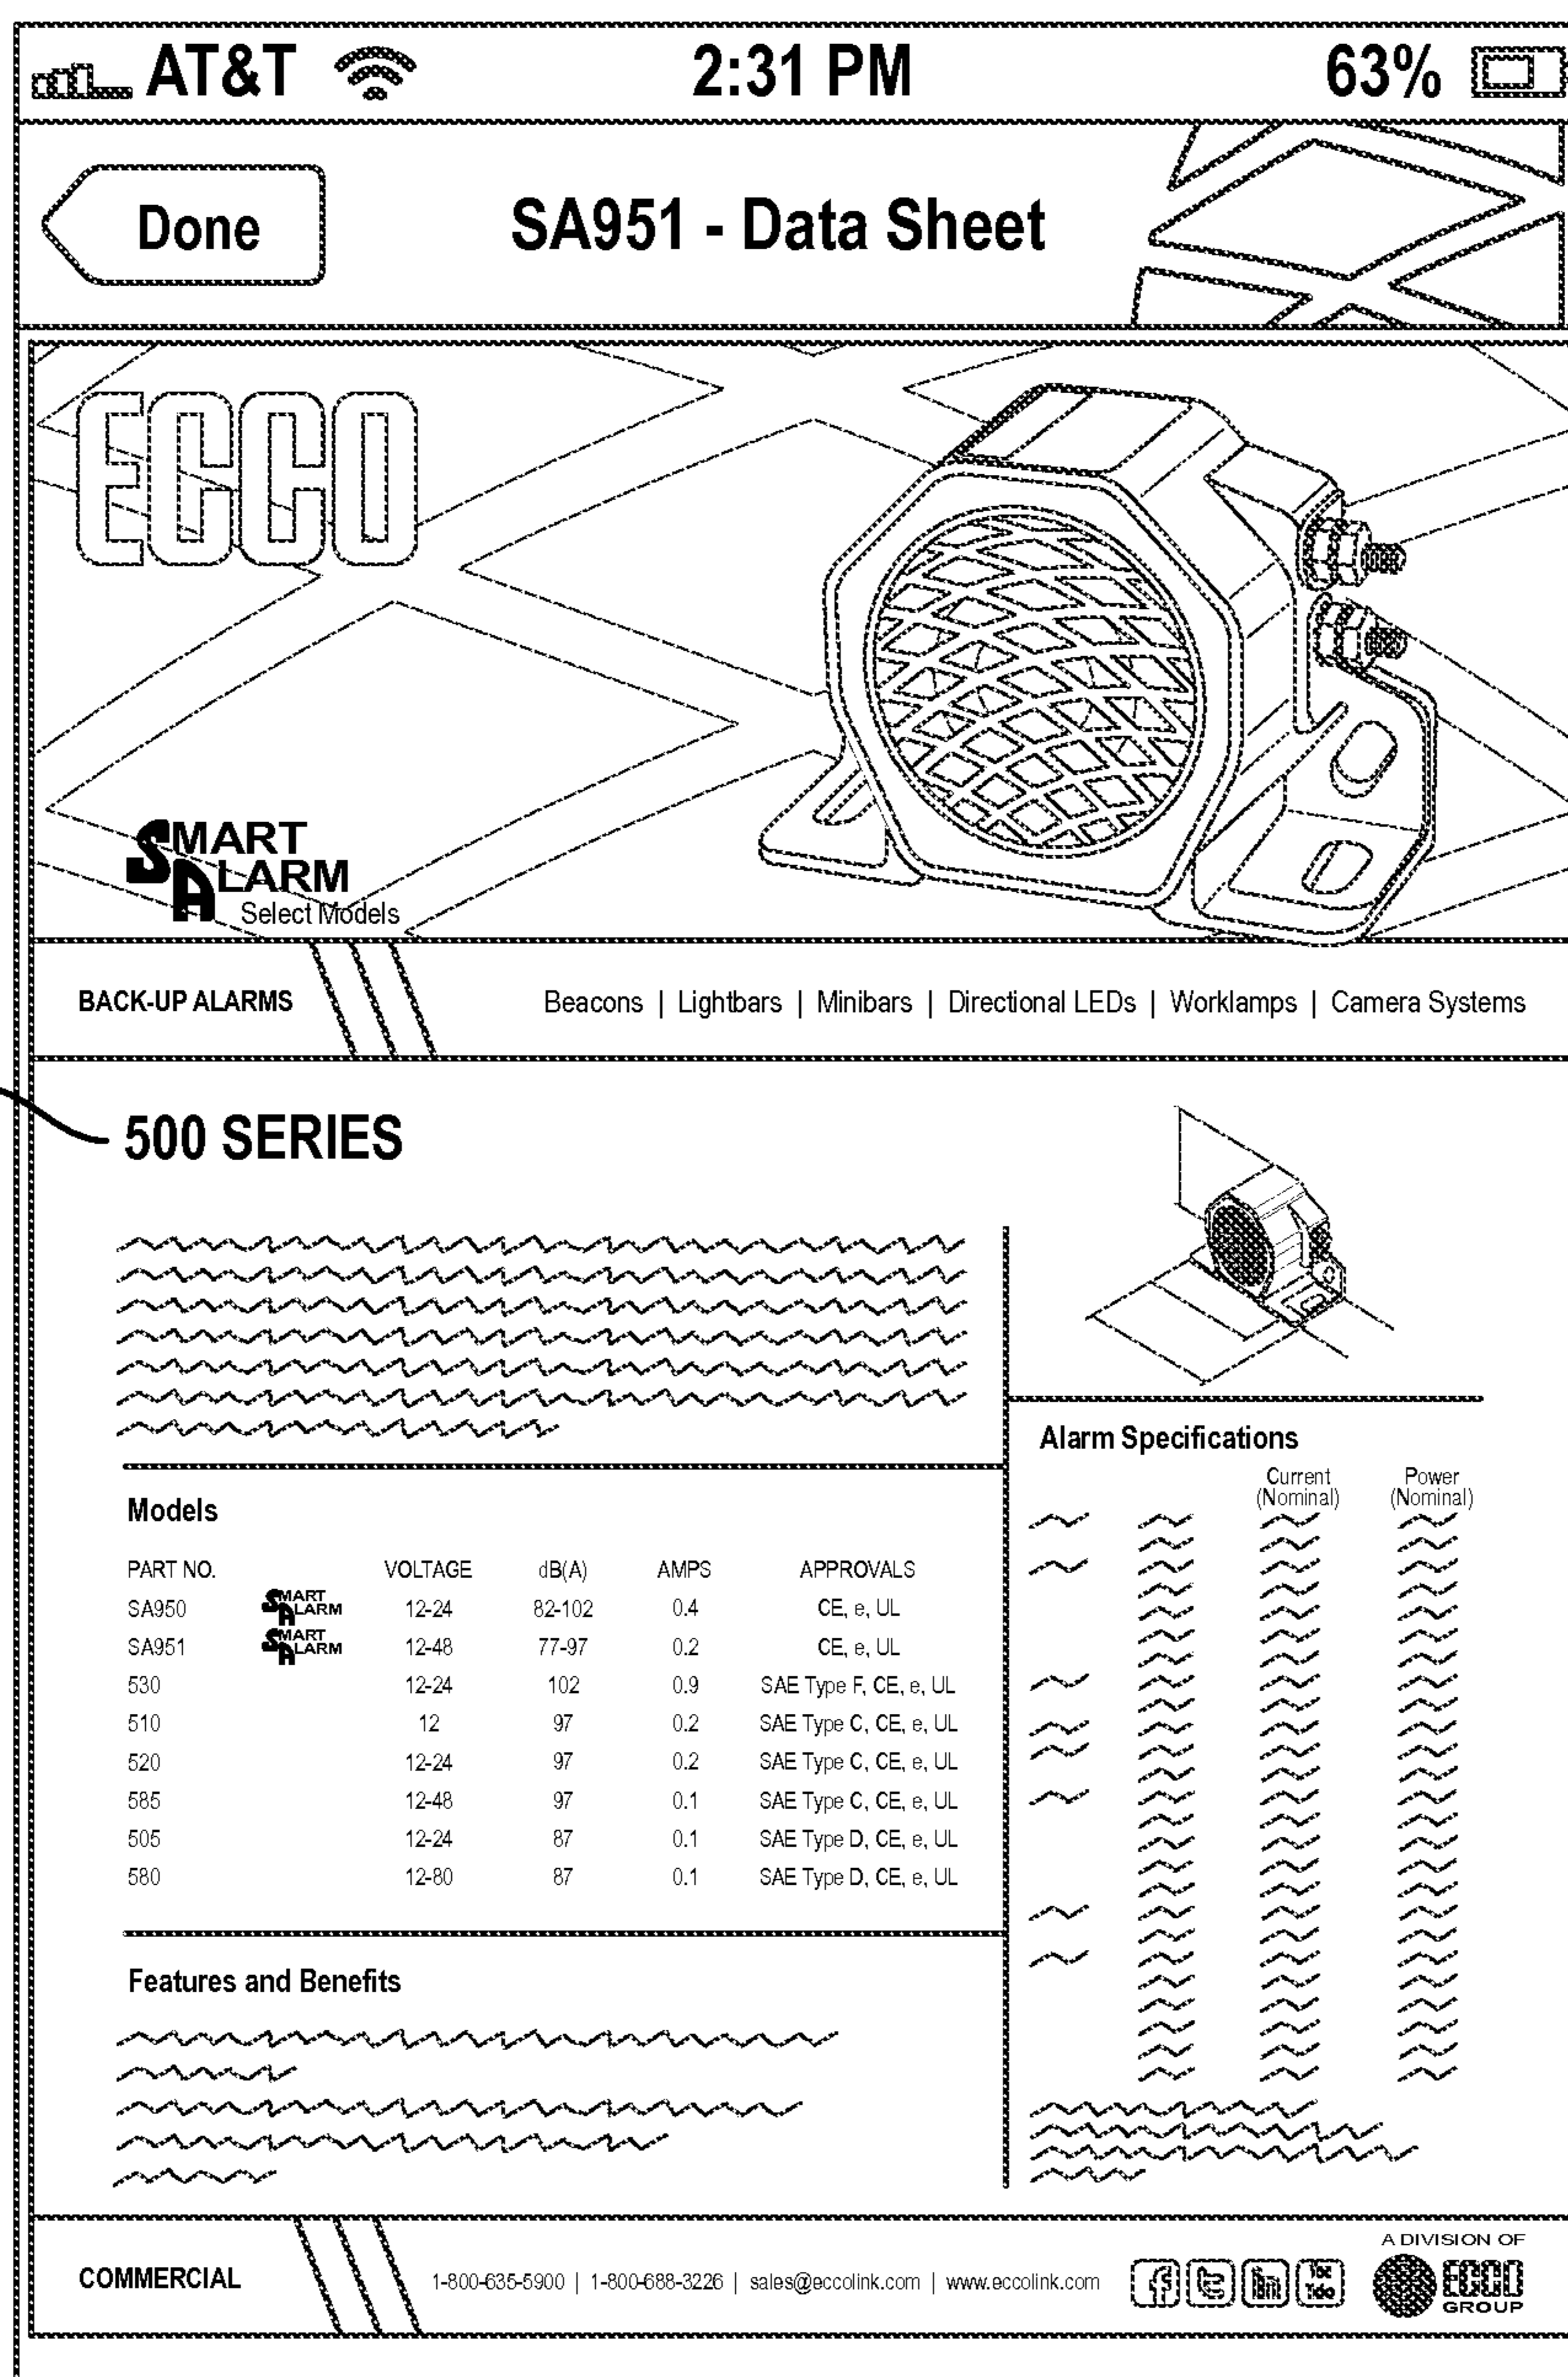 AT&T 2:31 PM 63%
Done SA951 - Data Sheet
ECCO
SMART
ALARM
Select Models
BACK-UP ALARMS Beacons | Lightbars | Minibars | Directional LEDs | Worklamps | Camera Systems
500 SERIES
Models
PART NO. VOLTAGE dB(A) AMPS APPROVALS
SA950 SMART ALARM 12-24 82-102 0.4 CE, e, UL
SA951 SMART ALARM 12-48 77-97 0.2 CE, e, UL
530 12-24 102 0.9 SAE Type F, CE, e, UL
510 12 97 0.2 SAE Type C, CE, e, UL
520 12-24 97 0.2 SAE Type C, CE, e, UL
585 12-48 97 0.1 SAE Type C, CE, e, UL
505 12-24 87 0.1 SAE Type D, CE, e, UL
580 12-80 87 0.1 SAE Type D, CE, e, UL
Features and Benefits
Alarm Specifications
Current Power
(Nominal) (Nominal)
COMMERCIAL 1-800-635-5900 | 1-800-688-3226 | sales@eccolink.com | www.eccolink.com
f t in
A DIVISION OF
ECCO
GROUP